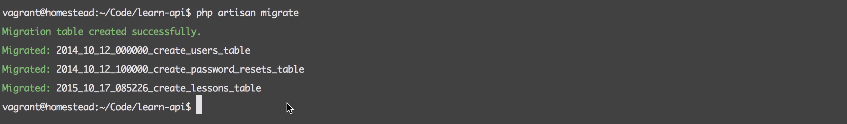 vagrant@homestead:~/Code/learn-api$ php artisan migrate
Migration table created successfully.
Migrated: 2014_10_12_000000_create_users_table
Migrated: 2014_10_12_100000_create_password_resets_table
Migrated: 2015_10_17_085226_create_lessons_table
vagrant@homestead:~/Code/learn-api$